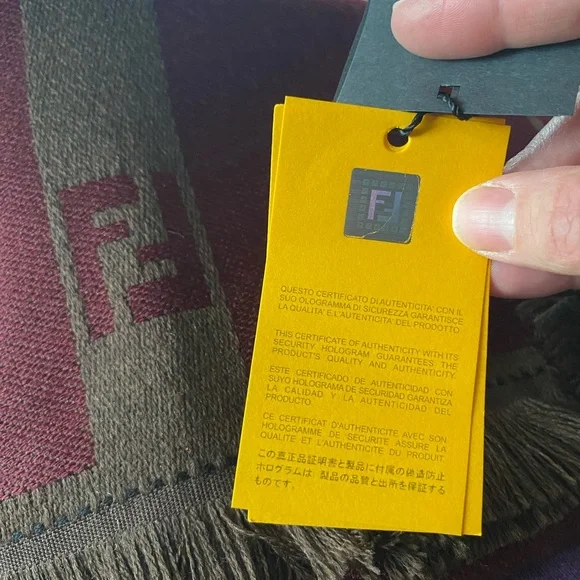 FF
FF
QUESTO CERTIFICATO DI AUTENTICITA' CON IL
SUO OLOGRAMMA DI SICUREZZA GARANTISCE
LA QUALITA' E L'AUTENTICITA' DEL PRODOTTO.
THIS CERTIFICATE OF AUTHENTICITY WITH ITS
SECURITY HOLOGRAM GUARANTEES THE
PRODUCT'S QUALITY AND AUTHENTICITY.
ESTE CERTIFICADO DE AUTENTICIDAD CON
SUYO HOLOGRAMA DE SEGURIDAD GARANTIZA
LA CALIDAD Y LA AUTENTICIDAD DEL
PRODUCTO.
CE CERTIFICAT D'AUTHENTICITE AVEC SON
HOLOGRAMME DE SECURITE ASSURE LA
QUALITE ET L'AUTHENTICITE DU PRODUIT.
この真正品証明書と製品に付属の偽造防止
ホログラムは、製品の品質と出所を保証する
ものです。